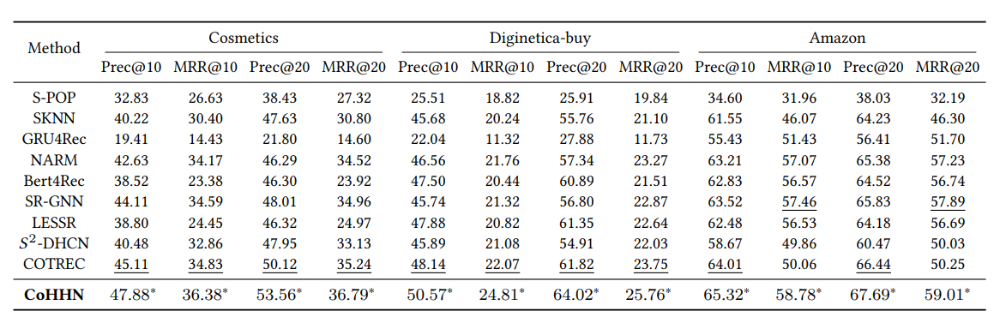 Cosmetics Diginetica-buy Amazon
Method
Prec@10 MRR@10 Prec@20 MRR@20 Prec@10 MRR@10 Prec@20 MRR@20 Prec@10 MRR@10 Prec@20 MRR@20
S-POP 32.83 26.63 38.43 27.32 25.51 18.82 25.91 19.84 34.60 31.96 38.03 32.19
SKNN 40.22 30.40 47.63 30.80 45.68 20.24 55.76 21.10 61.55 46.07 64.23 46.30
GRU4Rec 19.41 14.43 21.80 14.60 22.04 11.32 27.88 11.73 55.43 51.43 56.41 51.70
NARM 42.63 34.17 46.29 34.52 46.56 21.76 57.34 23.27 63.21 57.07 65.38 57.23
Bert4Rec 38.52 23.38 46.30 23.92 47.50 20.44 60.89 21.51 62.83 56.57 64.52 56.74
SR-GNN 44.11 34.59 48.01 34.96 45.74 21.32 56.80 22.87 63.52 57.46 65.83 57.89
LESSR 38.80 24.45 46.32 24.97 47.88 20.82 61.35 22.64 62.48 56.53 64.18 56.69
S²-DHCN 40.48 32.86 47.95 33.13 45.89 21.08 54.91 22.03 58.67 49.86 60.47 50.03
COTREC 45.11 34.83 50.12 35.24 48.14 22.07 61.82 23.75 64.01 50.06 66.44 50.25
CoHHN 47.88* 36.38* 53.56* 36.79* 50.57* 24.81* 64.02* 25.76* 65.32* 58.78* 67.69* 59.01*